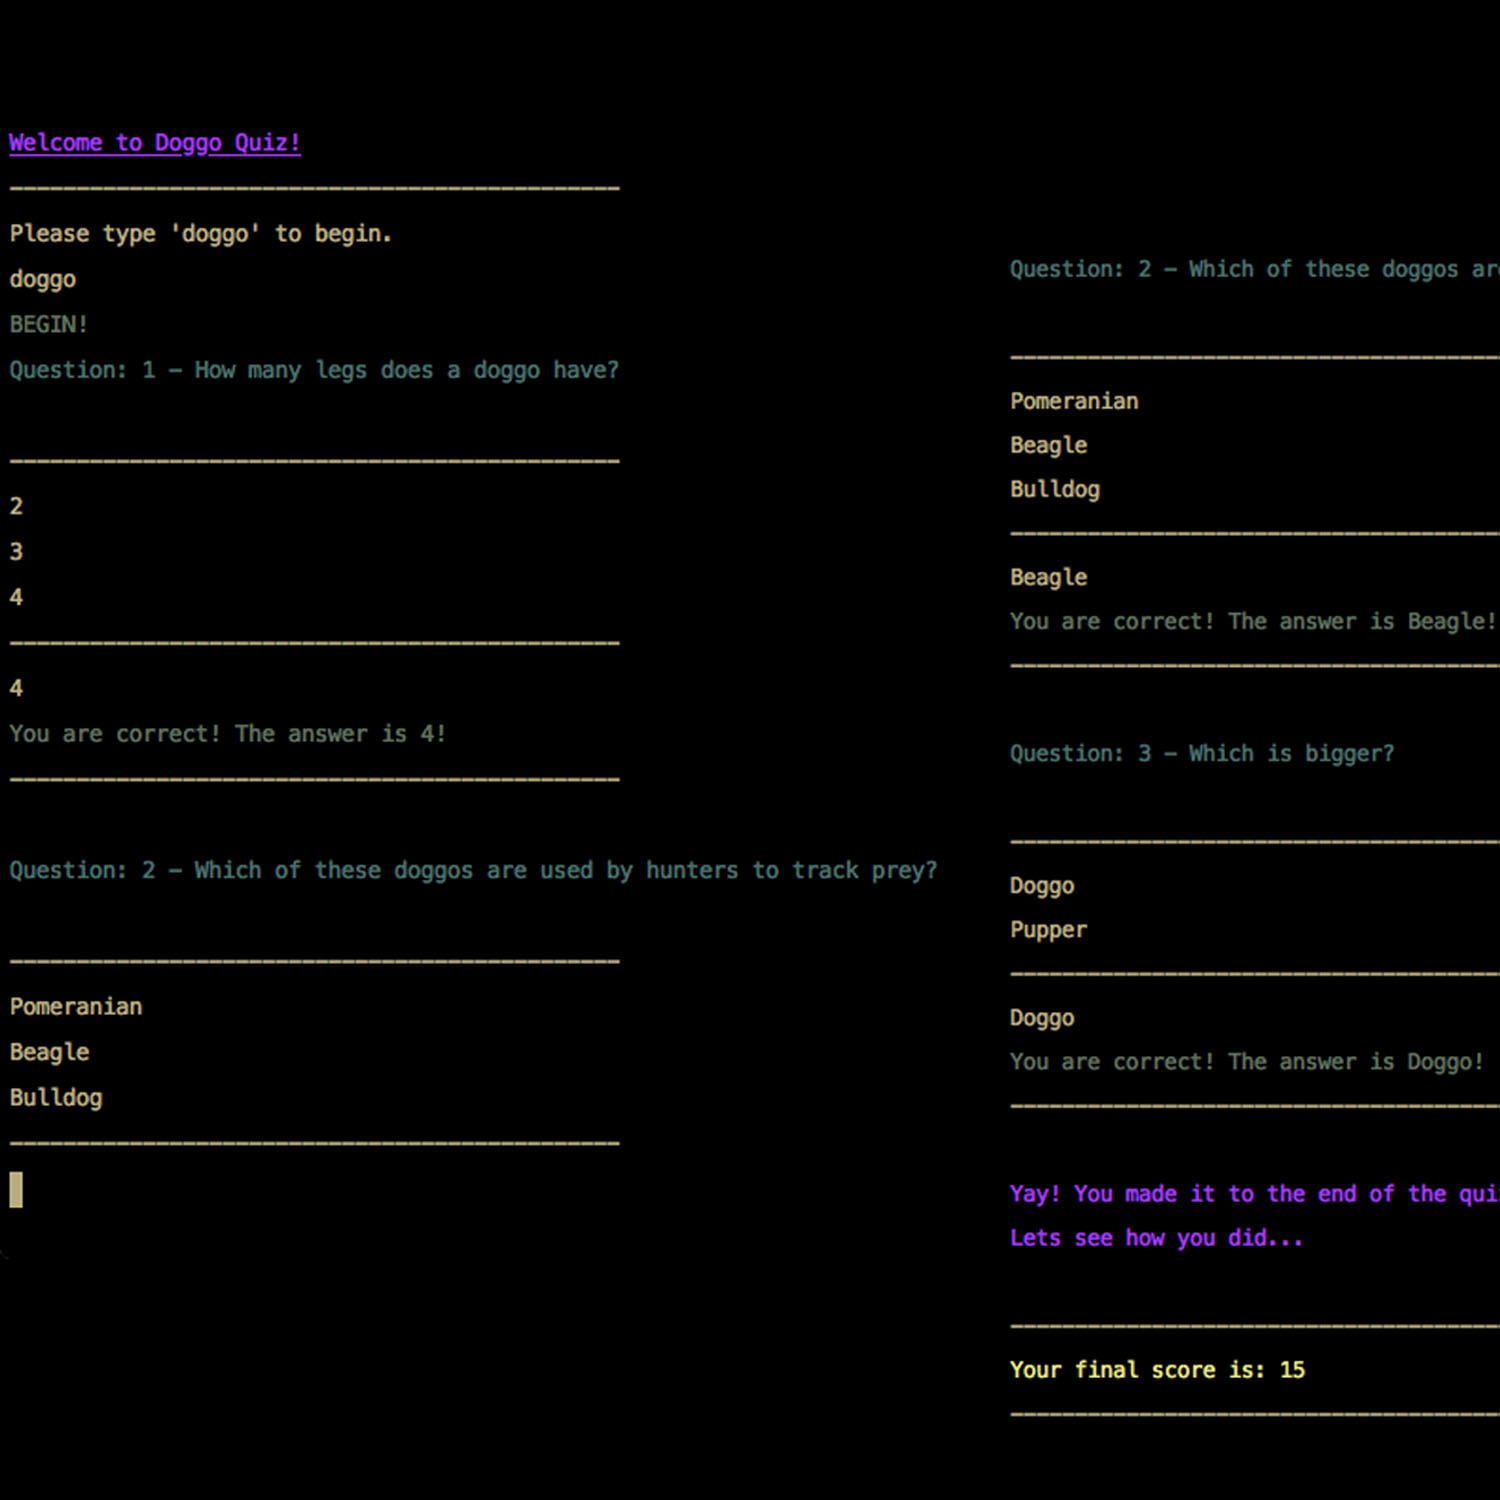 Welcome to Doggo Quiz!
Please type 'doggo' to begin.
doggo
BEGIN!
Question: 1 – How many legs does a doggo have?
2
3
4
4
You are correct! The answer is 4!
Question: 2 – Which of these doggos are used by hunters to track prey?
Pomeranian
Beagle
Bulldog
Question: 2 – Which of these doggos
Pomeranian
Beagle
Bulldog
Beagle
You are correct! The answer is Beagle!
Question: 3 – Which is bigger?
Doggo
Pupper
Doggo
You are correct! The answer is Doggo!
Yay! You made it to the end of the
Lets see how you did...
Your final score is: 15